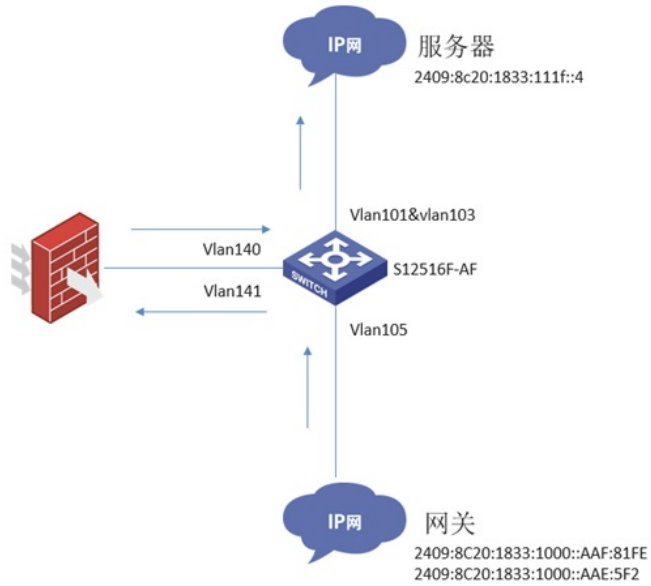 IP网
服务器
2409:8c20:1833:111f::4
Vlan101&vlan103
Vlan140
SWITCH
S12516F-AF
Vlan141
Vlan105
IP网
网关
2409:8C20:1833:1000::AAF:81FE
2409:8C20:1833:1000::AAE:5F2